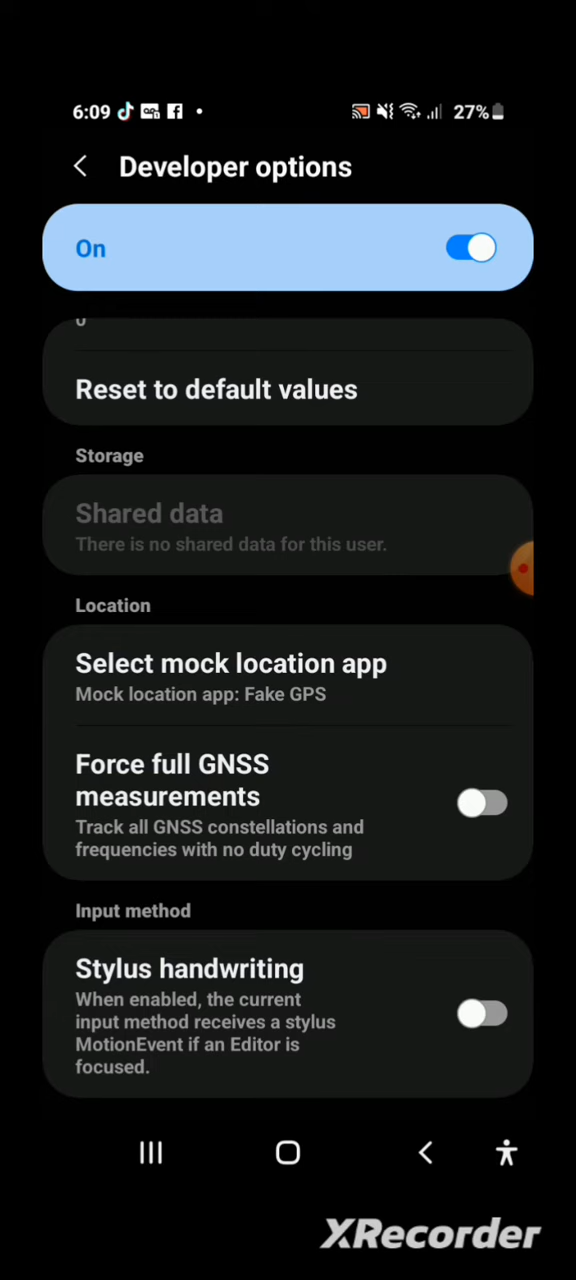 6:09 27%
Developer options
On
0
Reset to default values
Storage
Shared data
There is no shared data for this user.
Location
Select mock location app
Mock location app: Fake GPS
Force full GNSS
measurements
Track all GNSS constellations and
frequencies with no duty cycling
Input method
Stylus handwriting
When enabled, the current
input method receives a stylus
MotionEvent if an Editor is
focused.
XRecorder